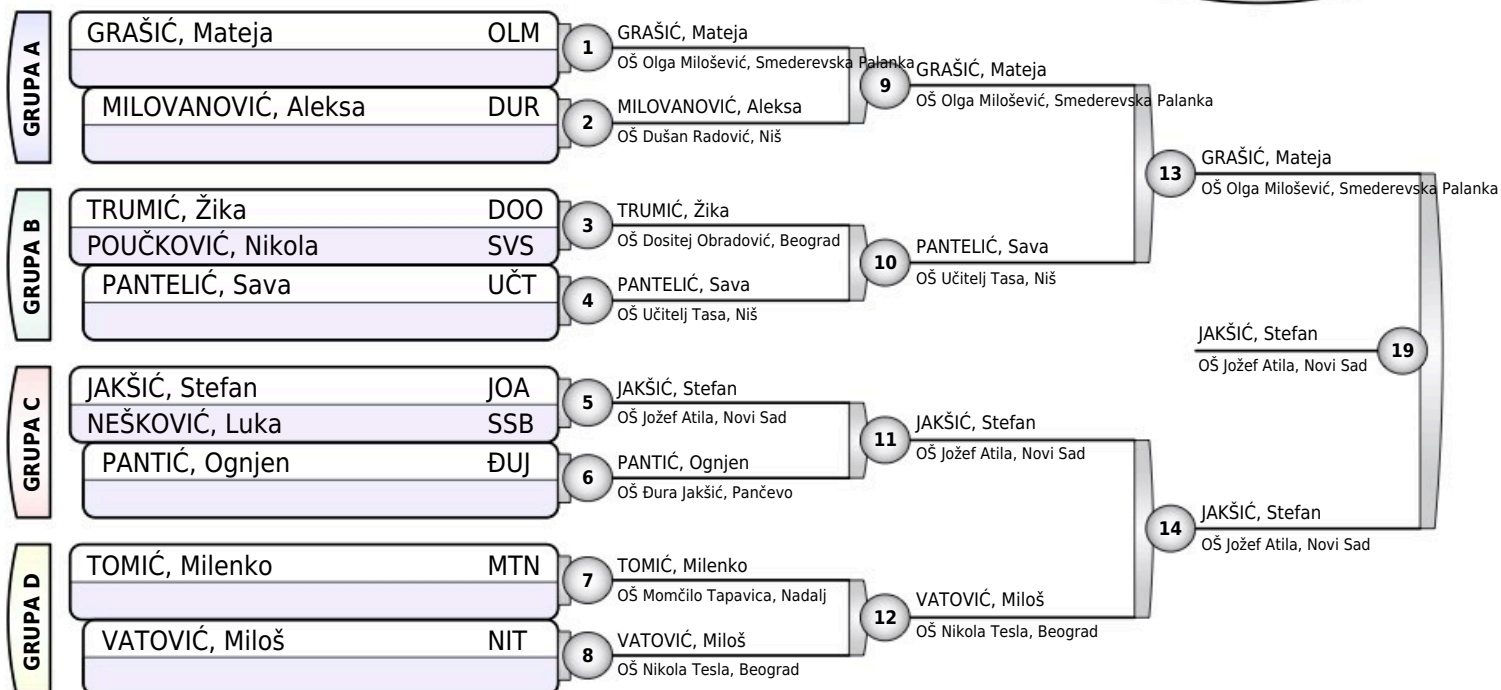 GRUPA A
GRAŠIĆ, Mateja OLM
MILOVANOVIĆ, Aleksa DUR
GRUPA B
TRUMIĆ, Žika DOO
POUČKOVIĆ, Nikola SVS
PANTELIĆ, Sava UČT
GRUPA C
JAKŠIĆ, Stefan JOA
NEŠKOVIĆ, Luka SSB
PANTIĆ, Ognjen ĐUJ
GRUPA D
TOMIĆ, Milenko MTN
VATOVIĆ, Miloš NIT
1
GRAŠIĆ, Mateja
OŠ Olga Milošević, Smederevska Palanka
2
MILOVANOVIĆ, Aleksa
OŠ Dušan Radović, Niš
3
TRUMIĆ, Žika
OŠ Dositej Obradović, Beograd
4
PANTELIĆ, Sava
OŠ Učitelj Tasa, Niš
5
JAKŠIĆ, Stefan
OŠ Jožef Atila, Novi Sad
6
PANTIĆ, Ognjen
OŠ Đura Jakšić, Pančevo
7
TOMIĆ, Milenko
OŠ Momčilo Tapavica, Nadalj
8
VATOVIĆ, Miloš
OŠ Nikola Tesla, Beograd
9
GRAŠIĆ, Mateja
OŠ Olga Milošević, Smederevska Palanka
10
PANTELIĆ, Sava
OŠ Učitelj Tasa, Niš
11
JAKŠIĆ, Stefan
OŠ Jožef Atila, Novi Sad
12
VATOVIĆ, Miloš
OŠ Nikola Tesla, Beograd
13
GRAŠIĆ, Mateja
OŠ Olga Milošević, Smederevska Palanka
14
JAKŠIĆ, Stefan
OŠ Jožef Atila, Novi Sad
JAKŠIĆ, Stefan
OŠ Jožef Atila, Novi Sad
19